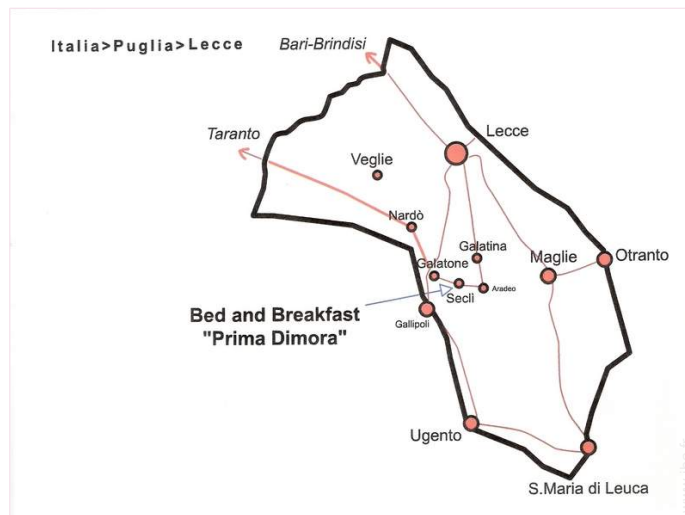 Italia>Puglia>Lecce
Bari-Brindisi
Lecce
Taranto
Veglie
Nardò
Galatina
Galatone
Maglie
Otranto
Seclì
Aradeo
Bed and Breakfast
"Prima Dimora"
Gallipoli
Ugento
S.Maria di Leuca